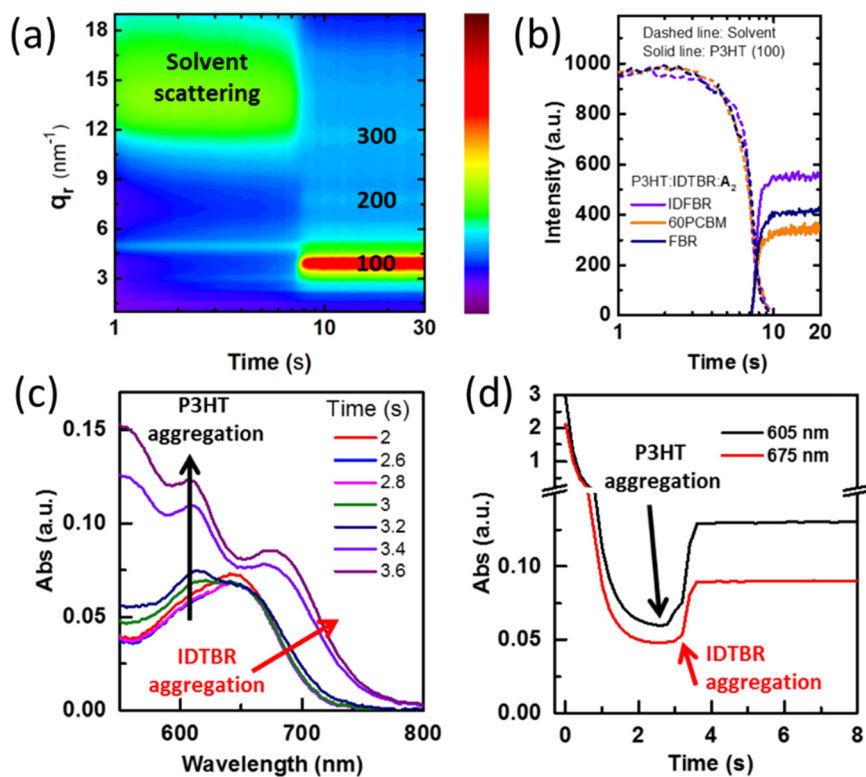 (a)
Solvent
scattering
300
200
100
18
15
12
9
6
3
qr (nm-1)
1
10
30
Time (s)
(b)
Dashed line: Solvent
Solid line: P3HT (100)
P3HT:IDTBR:A2
IDFBR
60PCBM
FBR
1000
800
600
400
200
0
Intensity (a.u.)
1
10
20
Time (s)
(c)
P3HT
aggregation
Time (s)
2
2.6
2.8
3
3.2
3.4
3.6
IDTBR
aggregation
0.15
0.10
0.05
0.00
Abs (a.u.)
600
700
800
Wavelength (nm)
(d)
605 nm
675 nm
P3HT
aggregation
IDTBR
aggregation
3
2
1
0.10
0.05
0.00
Abs (a.u.)
0
2
4
6
8
Time (s)